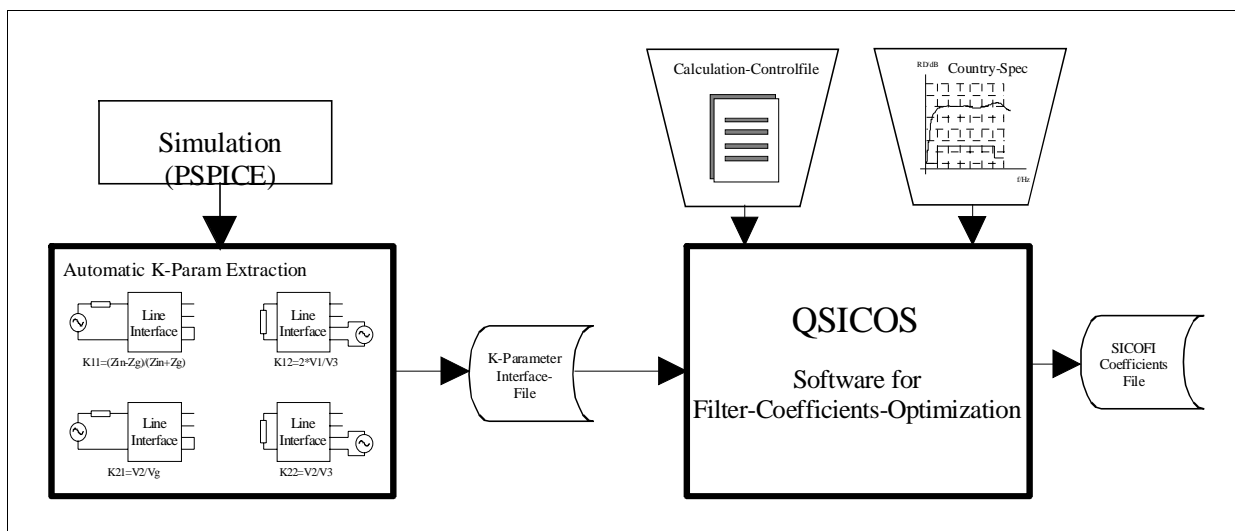 Simulation
(PSPICE)
Automatic K-Param Extraction
Line
Interface
K11=(Zin-Zg)/(Zin+Zg)
Line
Interface
K12=2*V1/V3
Line
Interface
K21=V2/Vg
Line
Interface
K22=V2/V3
K-Parameter
Interface-
File
Calculation-Controlfile
RD/dB
Country-Spec
f/Hz
QSICOS
Software for
Filter-Coefficients-Optimization
SICOFI
Coefficients
File